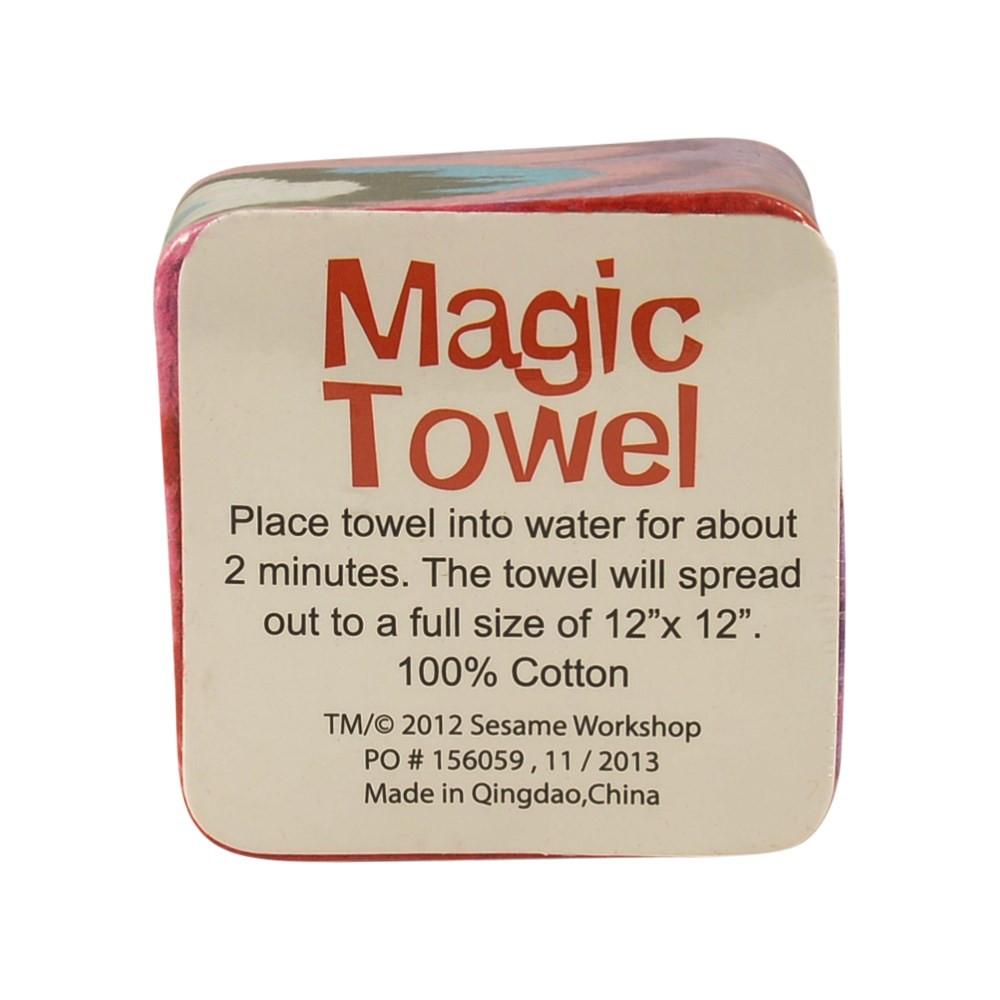 Magic
Towel
Place towel into water for about
2 minutes. The towel will spread
out to a full size of 12”x 12”.
100% Cotton
TM/© 2012 Sesame Workshop
PO # 156059 , 11 / 2013
Made in Qingdao,China